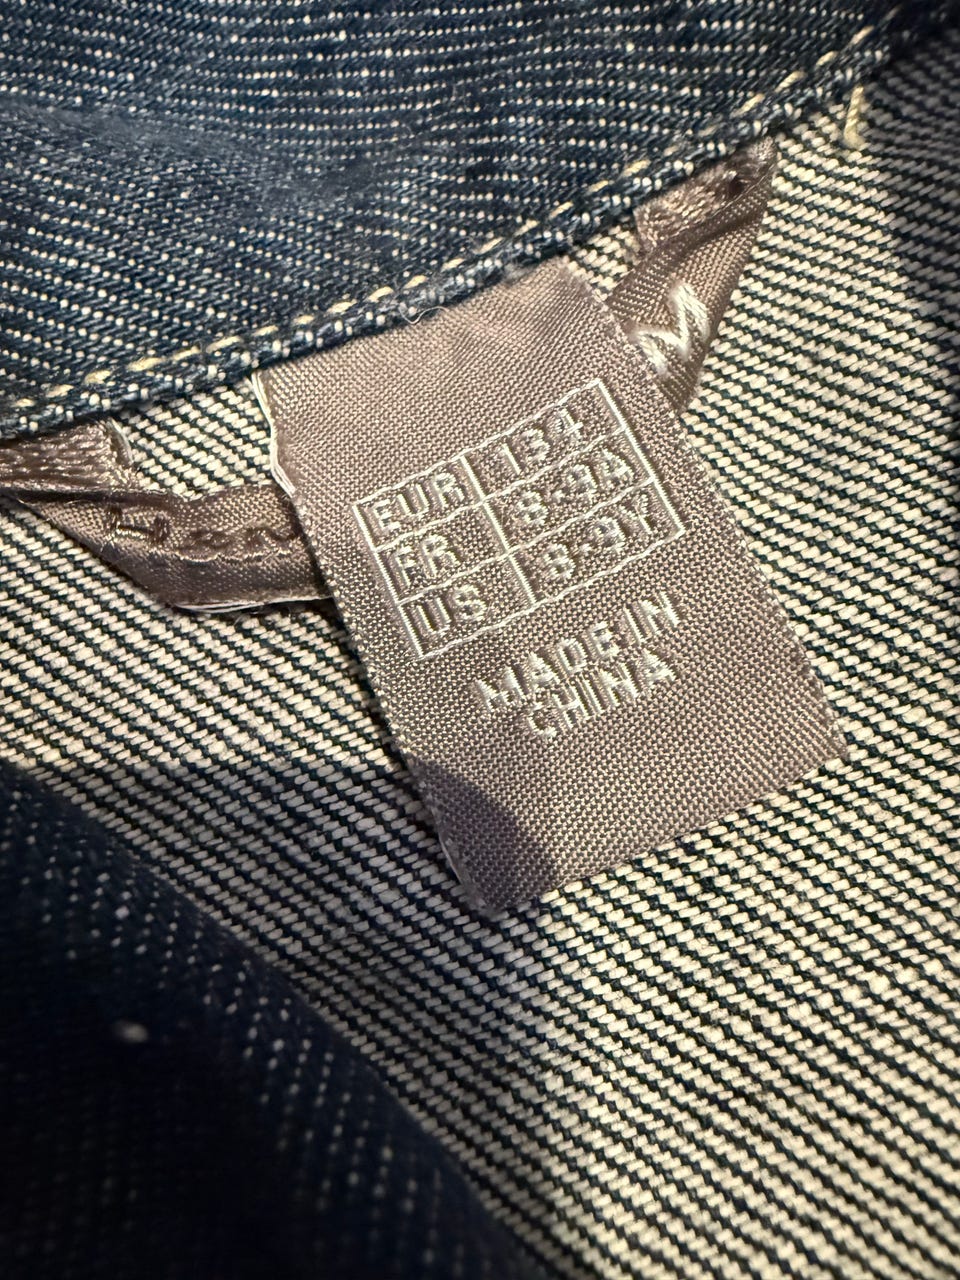 EUR 134
FR 8-9A
US 8-9Y
MADE IN
CHINA